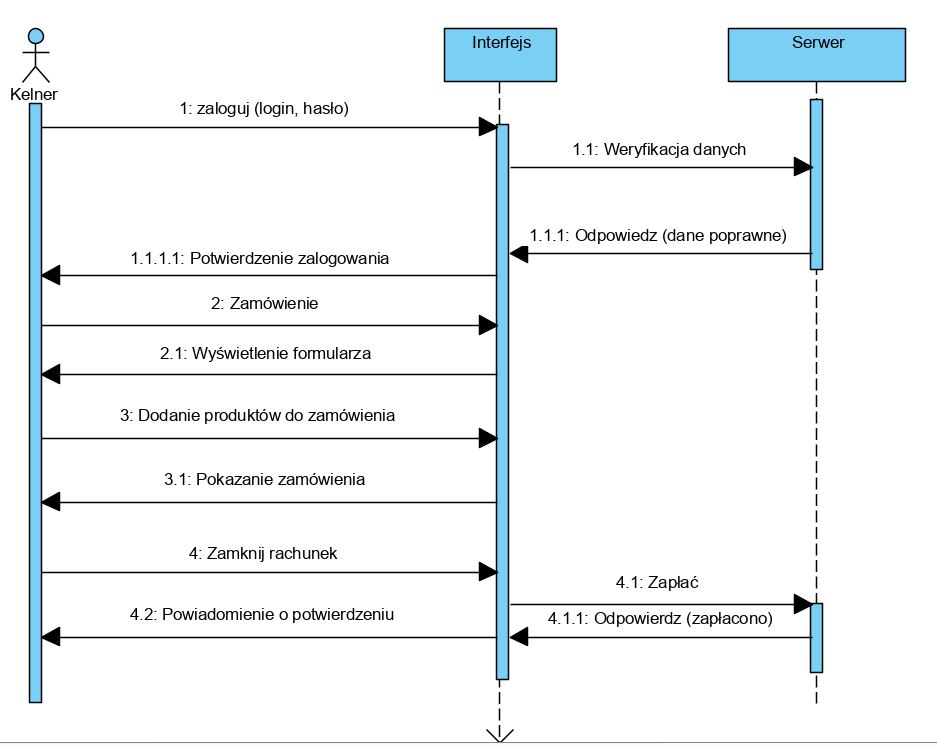 Interfejs
Serwer
Kelner
1: zaloguj (login, hasło)
1.1: Weryfikacja danych
1.1.1: Odpowiedz (dane poprawne)
1.1.1.1: Potwierdzenie zalogowania
2: Zamówienie
2.1: Wyświetlenie formularza
3: Dodanie produktów do zamówienia
3.1: Pokazanie zamówienia
4: Zamknij rachunek
4.1: Zapłać
4.2: Powiadomienie o potwierdzeniu
4.1.1: Odpowierdz (zapłacono)